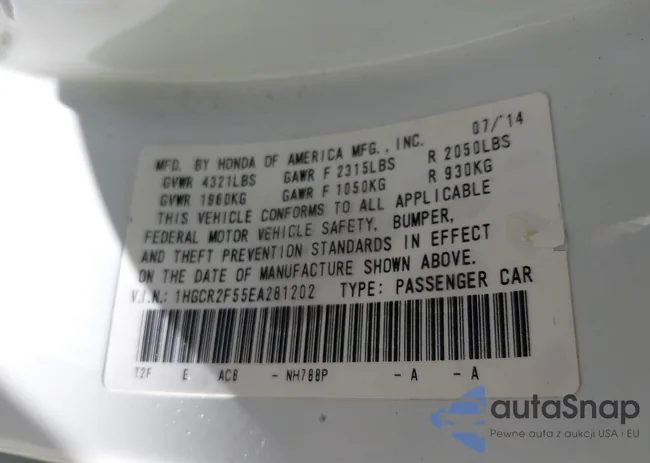 07/'14
MFD. BY HONDA OF AMERICA MFG., INC.
GVWR 4321LBS GAWR F 2315LBS R 2050LBS
GVWR 1960KG GAWR F 1050KG R 930KG
THIS VEHICLE CONFORMS TO ALL APPLICABLE
FEDERAL MOTOR VEHICLE SAFETY, BUMPER,
AND THEFT PREVENTION STANDARDS IN EFFECT
ON THE DATE OF MANUFACTURE SHOWN ABOVE.
V.I.N.: 1HGCR2F55EA281202 TYPE: PASSENGER CAR
T2F E AC8 - NH788P - A - A
autaSnap
Pewne auta z aukcji USA i EU